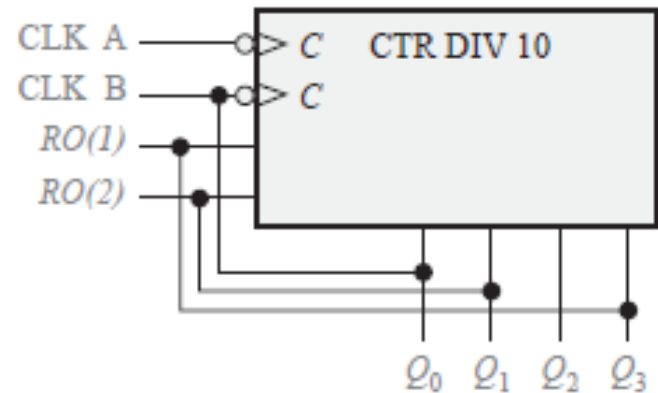 CLK A
C CTR DIV 10
CLK B
C
RO(1)
RO(2)
Q0 Q1 Q2 Q3